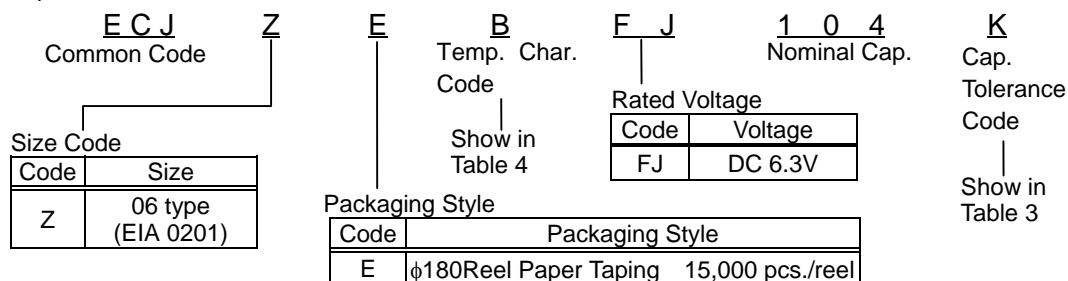 E C J Z E B F J 1 0 4 K
Common Code
Temp. Char.
Code
Show in
Table 4
Nominal Cap.
Cap.
Tolerance
Code
Show in
Table 3
Rated Voltage
Code Voltage
FJ DC 6.3V
Size Code
Code Size
Z 06 type
(EIA 0201)
Packaging Style
Code Packaging Style
E ϕ180Reel Paper Taping 15,000 pcs./reel